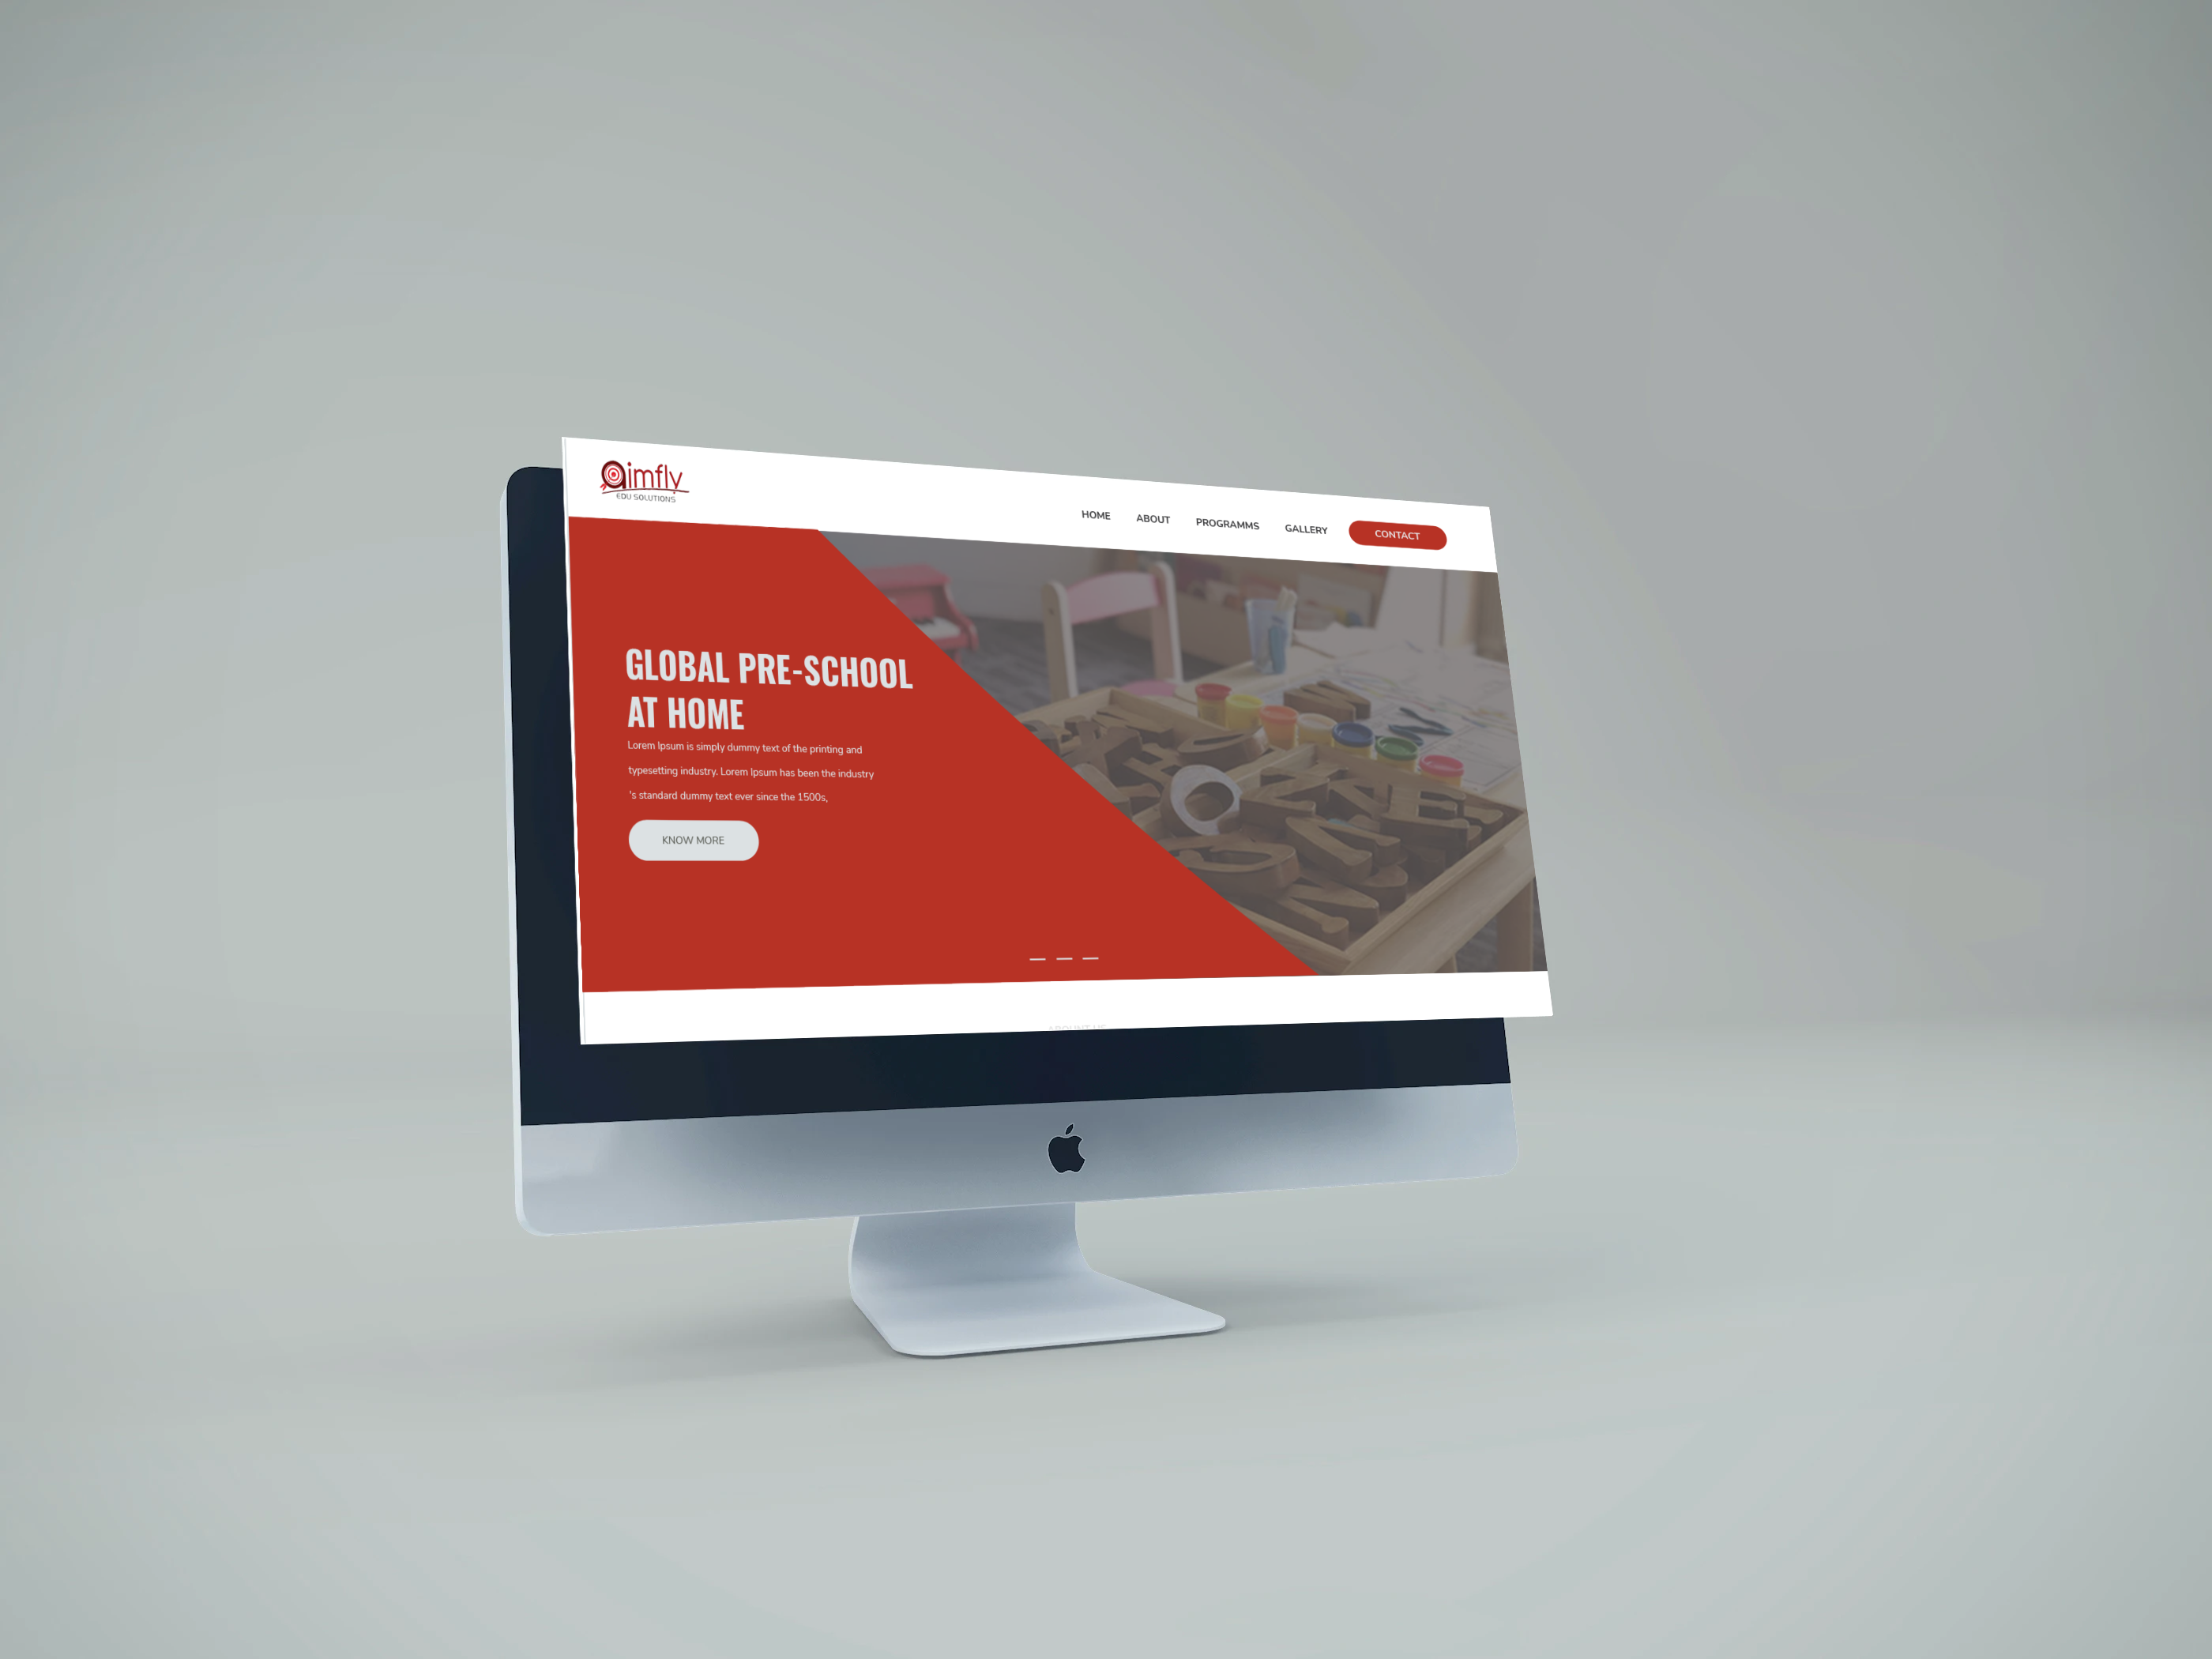 aimfly
EDU SOLUTIONS
HOME ABOUT PROGRAMMS GALLERY CONTACT
GLOBAL PRE-SCHOOL
AT HOME
Lorem Ipsum is simply dummy text of the printing and
typesetting industry. Lorem Ipsum has been the industry
's standard dummy text ever since the 1500s,
KNOW MORE